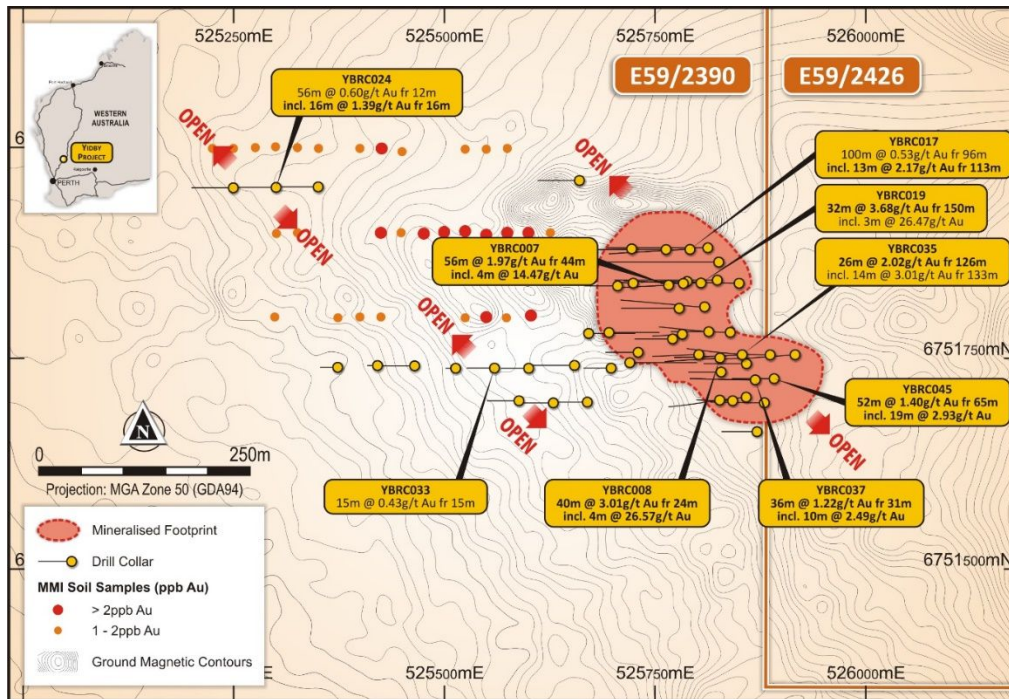 525250mE
525500mE
525750mE
526000mE
E59/2390
E59/2426
WESTERN
AUSTRALIA
YIDBY
PROJECT
PERTH
YBRC024
56m @ 0.60g/t Au fr 12m
incl. 16m @ 1.39g/t Au fr 16m
OPEN
OPEN
OPEN
YBRC017
100m @ 0.53g/t Au fr 96m
incl. 13m @ 2.17g/t Au fr 113m
YBRC019
32m @ 3.68g/t Au fr 150m
incl. 3m @ 26.47g/t Au
YBRC007
56m @ 1.97g/t Au fr 44m
incl. 4m @ 14.47g/t Au
YBRC035
26m @ 2.02g/t Au fr 126m
incl. 14m @ 3.01g/t Au fr 133m
OPEN
6751750mN
YBRC045
52m @ 1.40g/t Au fr 65m
incl. 19m @ 2.93g/t Au
OPEN
OPEN
N
0
250m
Projection: MGA Zone 50 (GDA94)
YBRC033
15m @ 0.43g/t Au fr 15m
YBRC008
40m @ 3.01g/t Au fr 24m
incl. 4m @ 26.57g/t Au
YBRC037
36m @ 1.22g/t Au fr 31m
incl. 10m @ 2.49g/t Au
6751500mN
Mineralised Footprint
Drill Collar
MMI Soil Samples (ppb Au)
> 2ppb Au
1 - 2ppb Au
Ground Magnetic Contours
525500mE
525750mE
526000mE